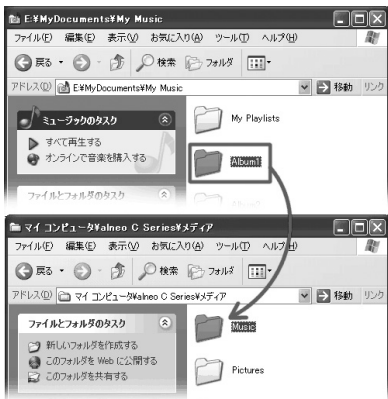 E:¥MyDocuments¥My Music
ファイル(F) 編集(E) 表示(V) お気に入り(A) ツール(T) ヘルプ(H)
戻る 検索 フォルダ
アドレス(D) E:¥MyDocuments¥My Music 移動 リンク
ミュージックのタスク
すべて再生する
オンラインで音楽を購入する
ファイルとフォルダのタスク
My Playlists
Album1
Album2
マイ コンピュータ¥alneo C Series¥メディア
ファイル(F) 編集(E) 表示(V) お気に入り(A) ツール(T) ヘルプ(H)
戻る 検索 フォルダ
アドレス(D) マイ コンピュータ¥alneo C Series¥メディア 移動 リンク
ファイルとフォルダのタスク
新しいフォルダを作成する
このフォルダを Web に公開する
このフォルダを共有する
Music
Pictures